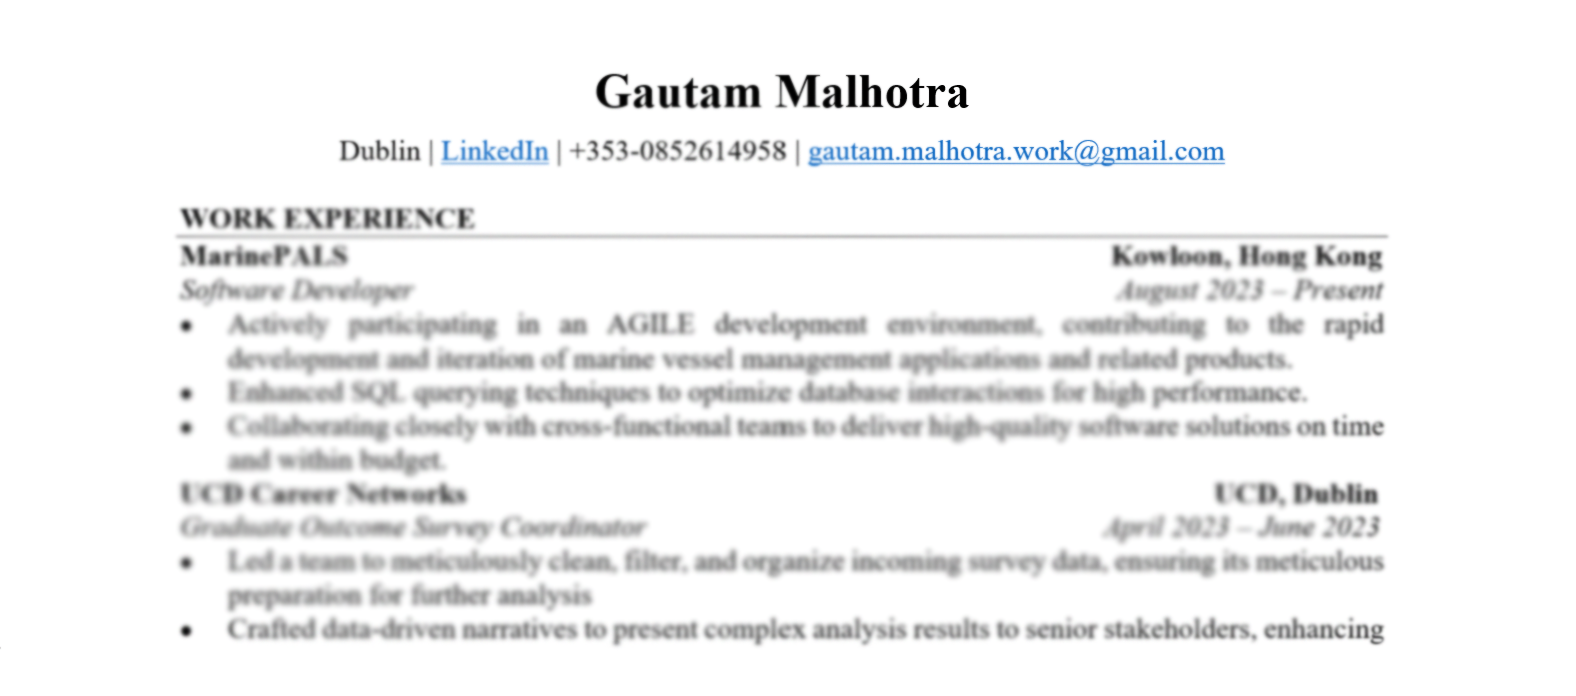 Gautam Malhotra
Dublin | LinkedIn | +353-0852614958 | gautam.malhotra.work@gmail.com
WORK EXPERIENCE
MarinePALS Kowloon, Hong Kong
Software Developer August 2023 – Present
• Actively participating in an AGILE development environment, contributing to the rapid
development and iteration of marine vessel management applications and related products.
• Enhanced SQL querying techniques to optimize database interactions for high performance.
• Collaborating closely with cross-functional teams to deliver high-quality software solutions on time
and within budget.
UCD Career Networks UCD, Dublin
Graduate Outcome Survey Coordinator April 2023 – June 2023
• Led a team to meticulously clean, filter, and organize incoming survey data, ensuring its meticulous
preparation for further analysis
• Crafted data-driven narratives to present complex analysis results to senior stakeholders, enhancing